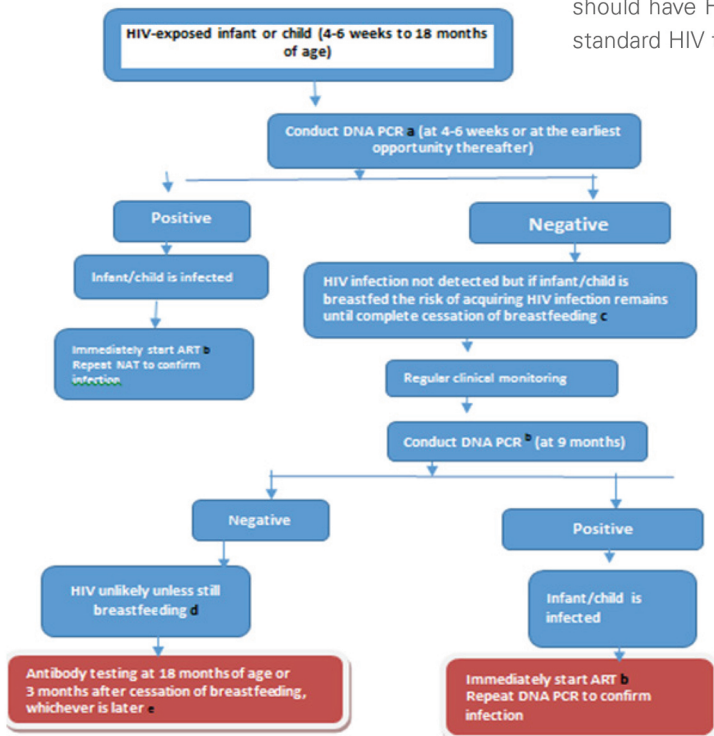 should have H
standard HIV t
HIV-exposed infant or child (4-6 weeks to 18 months
of age)
Conduct DNA PCR a (at 4-6 weeks or at the earliest
opportunity thereafter)
Positive
Negative
Infant/child is infected
HIV infection not detected but if infant/child is
breastfed the risk of acquiring HIV infection remains
until complete cessation of breastfeeding c
Immediately start ART b
Repeat NAT to confirm
infection
Regular clinical monitoring
Conduct DNA PCR b (at 9 months)
Negative
Positive
HIV unlikely unless still
breastfeeding d
Infant/child is
infected
Antibody testing at 18 months of age or
3 months after cessation of breastfeeding,
whichever is later e
Immediately start ART b
Repeat DNA PCR to confirm
infection